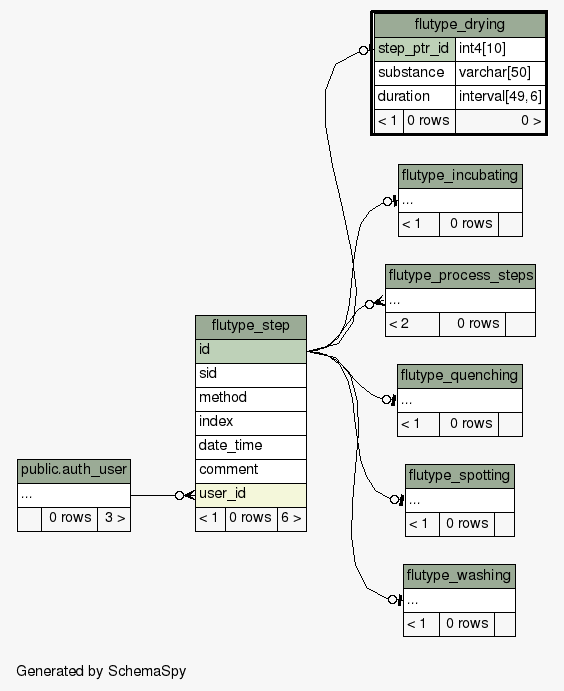 flutype_drying
step_ptr_id int4[10]
substance varchar[50]
duration interval[49,6]
< 1 0 rows 0 >
flutype_incubating
...
< 1 0 rows
flutype_process_steps
...
< 2 0 rows
flutype_step
id
sid
method
index
date_time
comment
user_id
< 1 0 rows 6 >
flutype_quenching
...
< 1 0 rows
public.auth_user
...
0 rows 3 >
flutype_spotting
...
< 1 0 rows
flutype_washing
...
< 1 0 rows
Generated by SchemaSpy